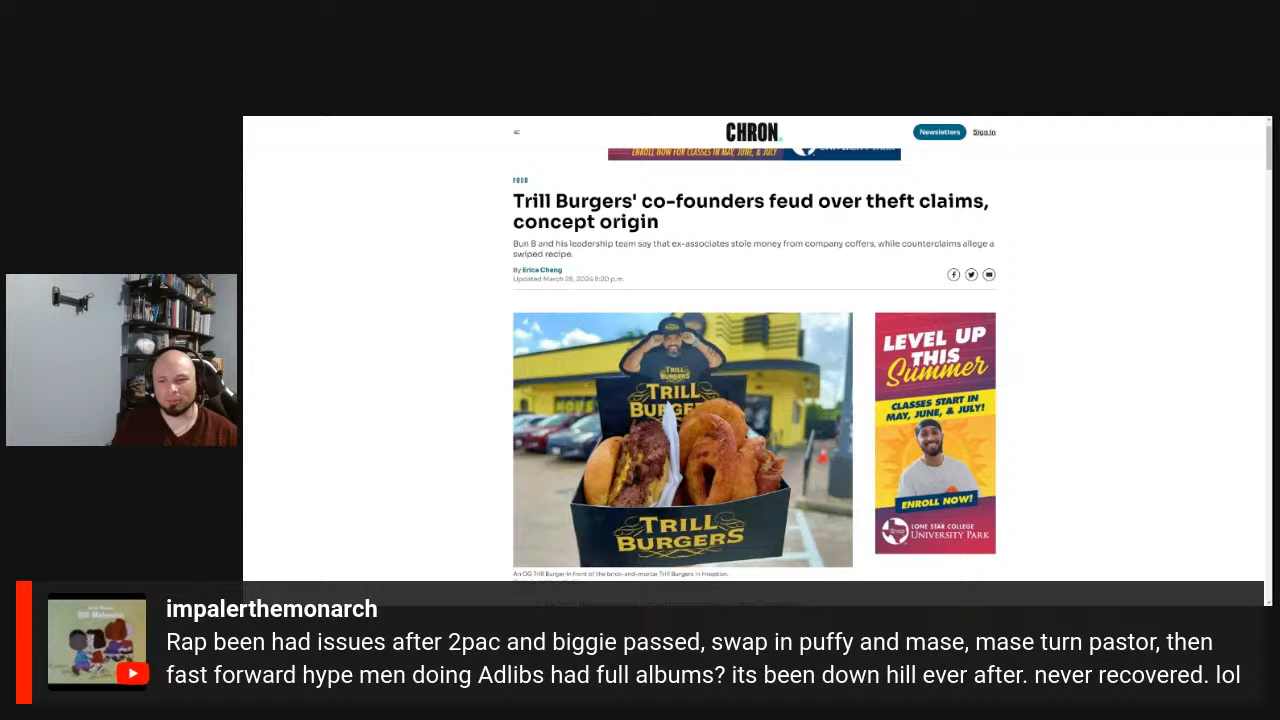 CHRON
Newsletters
Sign in
ENROLL NOW FOR CLASSES IN MAY, JUNE, & JULY
FOOD
Trill Burgers' co-founders feud over theft claims,
concept origin
Bun B and his leadership team say that ex-associates stole money from company coffers, while counterclaims allege a
swiped recipe.
By Erica Cheng
TRILL
BURGERS
TRILL
TRILL
BURGERS
LEVEL UP
THIS
Summer
CLASSES START IN
MAY, JUNE, & JULY!
ENROLL NOW!
LONE STAR COLLEGE
UNIVERSITY PARK
An OG Trill Burger in front of the brick-and-mortar Trill Burgers in Houston.
impalerthemonarch
Rap been had issues after 2pac and biggie passed, swap in puffy and mase, mase turn pastor, then
fast forward hype men doing Adlibs had full albums? its been down hill ever after. never recovered. lol